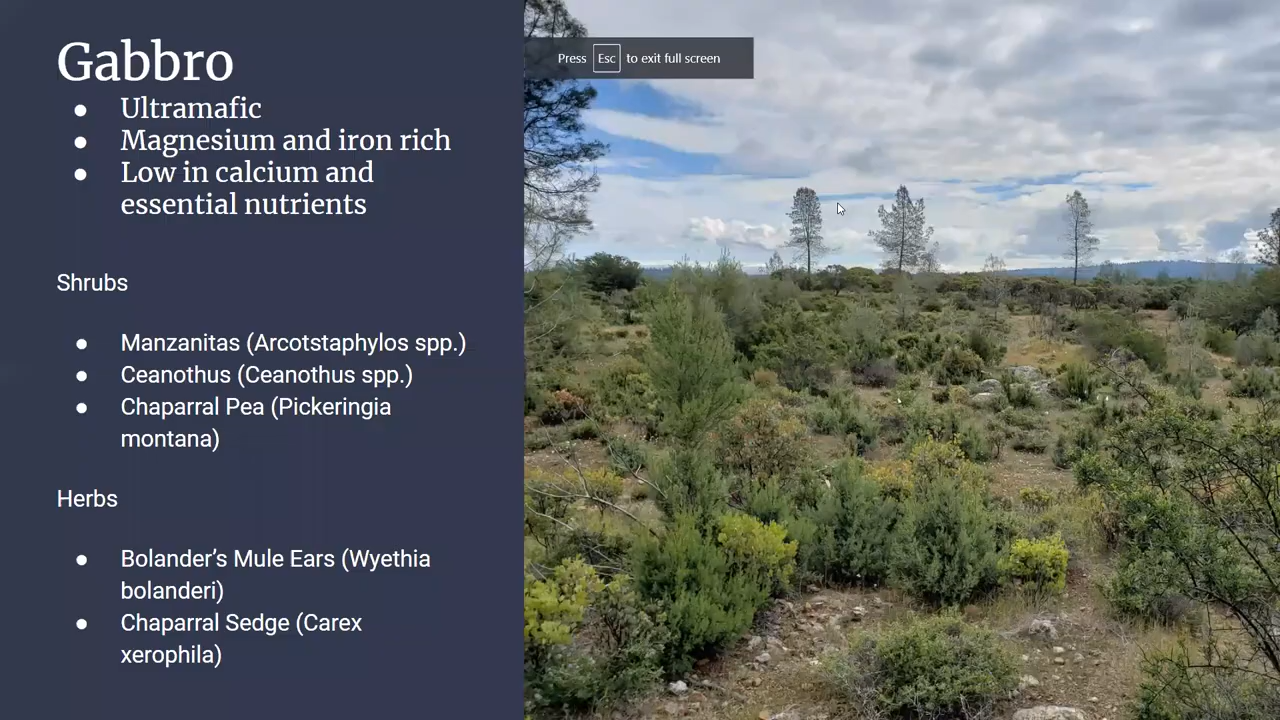 Gabbro
● Ultramafic
● Magnesium and iron rich
● Low in calcium and
essential nutrients
Shrubs
● Manzanitas (Arcotstaphylos spp.)
● Ceanothus (Ceanothus spp.)
● Chaparral Pea (Pickeringia
montana)
Herbs
● Bolander’s Mule Ears (Wyethia
bolanderi)
● Chaparral Sedge (Carex
xerophila)
Press Esc to exit full screen